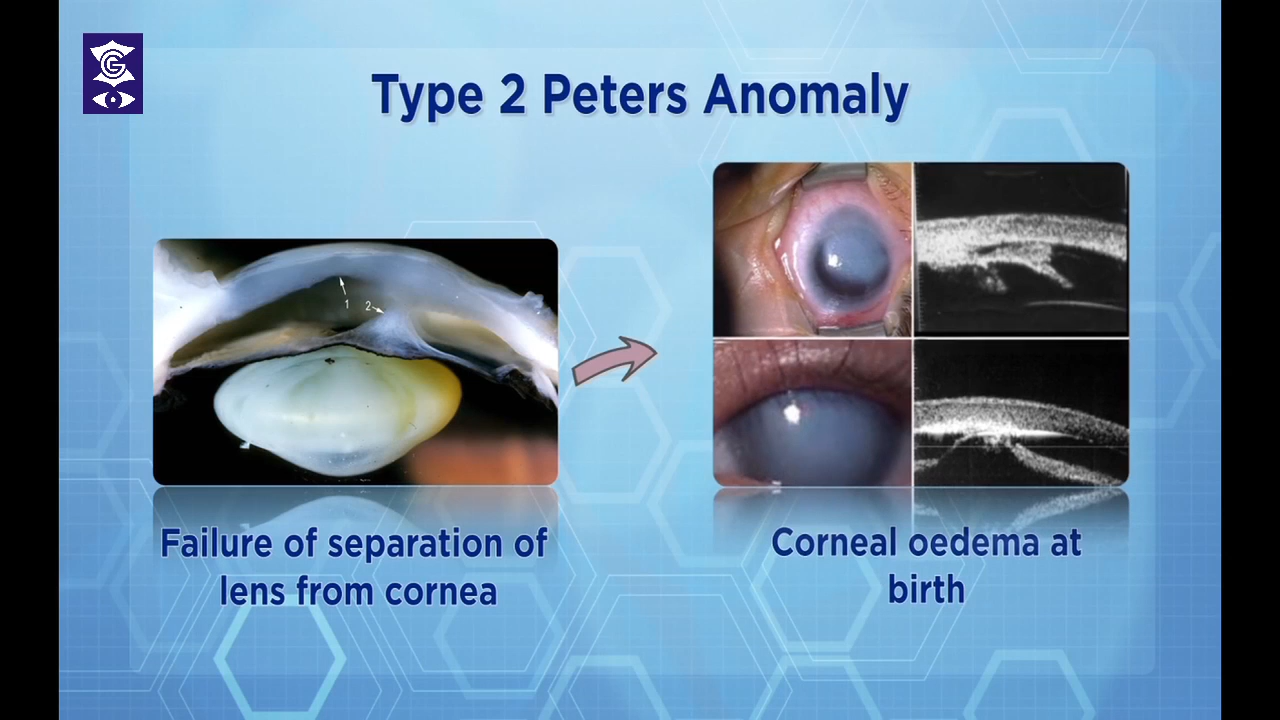 Type 2 Peters Anomaly
1
2
Failure of separation of
lens from cornea
Corneal oedema at
birth